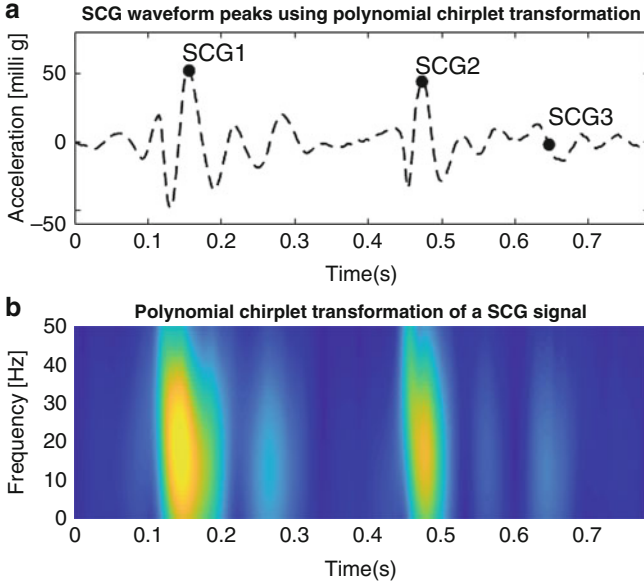 a
SCG waveform peaks using polynomial chirplet transformation
Acceleration [milli g]
50
0
–50
SCG1
SCG2
SCG3
0 0.1 0.2 0.3 0.4 0.5 0.6 0.7
Time(s)
b
Polynomial chirplet transformation of a SCG signal
Frequency [Hz]
50
40
30
20
10
0
0 0.1 0.2 0.3 0.4 0.5 0.6 0.7
Time(s)